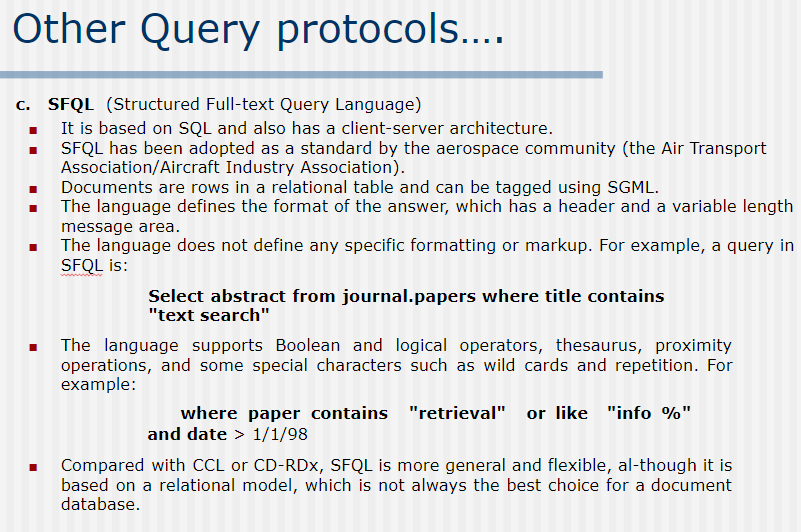 Other Query protocols….
c. SFQL (Structured Full-text Query Language)
■ It is based on SQL and also has a client-server architecture.
■ SFQL has been adopted as a standard by the aerospace community (the Air Transport
Association/Aircraft Industry Association).
■ Documents are rows in a relational table and can be tagged using SGML.
■ The language defines the format of the answer, which has a header and a variable length
message area.
■ The language does not define any specific formatting or markup. For example, a query in
SFQL is:
Select abstract from journal.papers where title contains
"text search"
■ The language supports Boolean and logical operators, thesaurus, proximity
operations, and some special characters such as wild cards and repetition. For
example:
where paper contains "retrieval" or like "info %"
and date > 1/1/98
■ Compared with CCL or CD-RDx, SFQL is more general and flexible, al-though it is
based on a relational model, which is not always the best choice for a document
database.